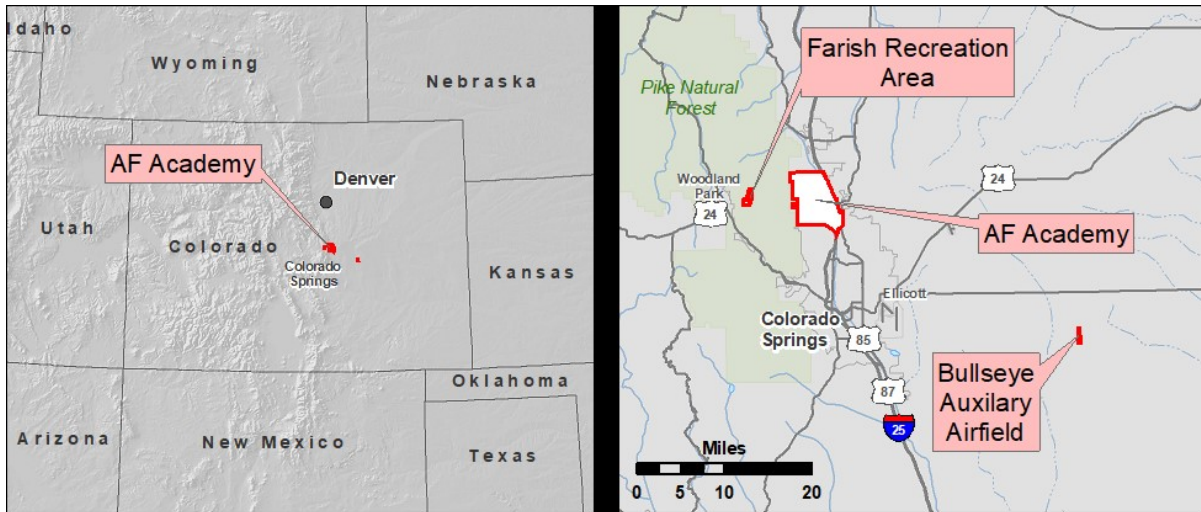 Idaho
Wyoming
Nebraska
AF Academy
Denver
Utah
Colorado
Colorado
Springs
Kansas
Oklahoma
Arizona
New Mexico
Texas
Farish Recreation
Area
Pike Natural
Forest
Woodland
Park
24
24
AF Academy
Ellicott
Colorado
Springs
85
Bullseye
Auxilary
Airfield
87
25
Miles
0 5 10 20